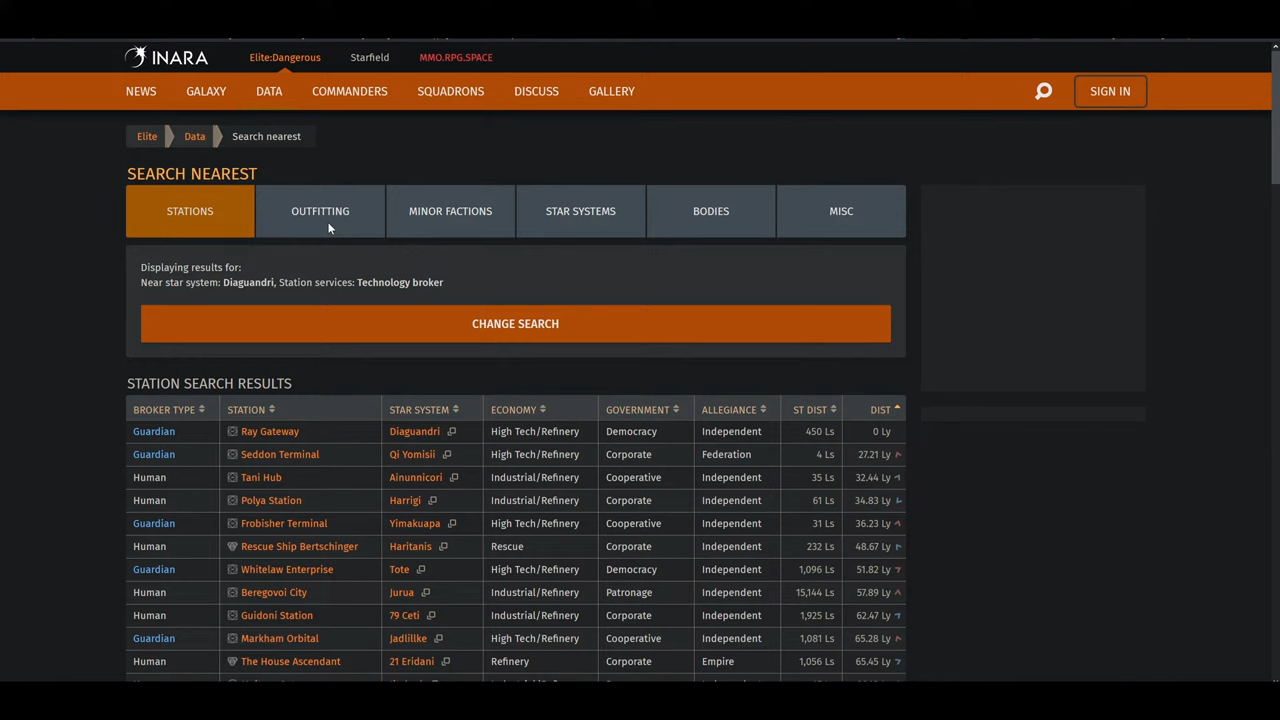 INARA Elite:Dangerous Starfield MMO.RPG.SPACE
NEWS GALAXY DATA COMMANDERS SQUADRONS DISCUSS GALLERY SIGN IN
Elite Data Search nearest
SEARCH NEAREST
STATIONS OUTFITTING MINOR FACTIONS STAR SYSTEMS BODIES MISC
Displaying results for:
Near star system: Diaguandri, Station services: Technology broker
CHANGE SEARCH
STATION SEARCH RESULTS
BROKER TYPE STATION STAR SYSTEM ECONOMY GOVERNMENT ALLEGIANCE ST DIST DIST
Guardian Ray Gateway Diaguandri High Tech/Refinery Democracy Independent 450 Ls 0 Ly
Guardian Seddon Terminal Qi Yomisii High Tech/Refinery Corporate Federation 4 Ls 27.21 Ly
Human Tani Hub Ainunnicori Industrial/Refinery Cooperative Independent 35 Ls 32.44 Ly
Human Polya Station Harrigi Industrial/Refinery Corporate Independent 61 Ls 34.83 Ly
Guardian Frobisher Terminal Yimakuapa High Tech/Refinery Cooperative Independent 31 Ls 36.23 Ly
Human Rescue Ship Bertschinger Haritanis Rescue Corporate Independent 232 Ls 48.67 Ly
Guardian Whitelaw Enterprise Tote High Tech/Refinery Democracy Independent 1,096 Ls 51.82 Ly
Human Beregovoi City Jurua Industrial/Refinery Patronage Independent 15,144 Ls 57.89 Ly
Human Guidoni Station 79 Ceti Industrial/Refinery Corporate Independent 1,925 Ls 62.47 Ly
Guardian Markham Orbital Jadlillke High Tech/Refinery Cooperative Independent 1,081 Ls 65.28 Ly
Human The House Ascendant 21 Eridani Refinery Corporate Empire 1,056 Ls 65.45 Ly